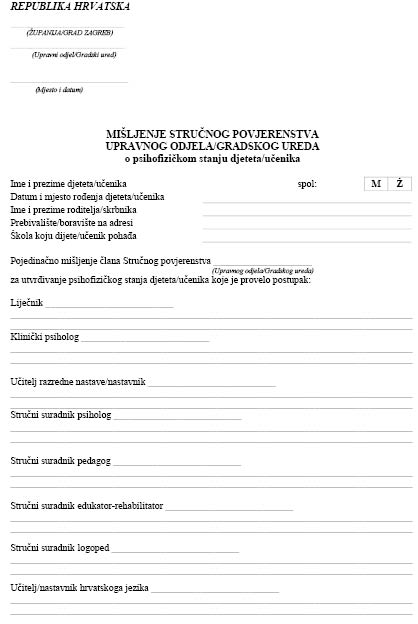 REPUBLIKA HRVATSKA
(ŽUPANIJA/GRAD ZAGREB)
(Upravni odjel/Gradski ured)
(Mjesto i datum)
MIŠLJENJE STRUČNOG POVJERENSTVA
UPRAVNOG ODJELA/GRADSKOG UREDA
o psihofizičkom stanju djeteta/učenika
Ime i prezime djeteta/učenika spol: M Ž
Datum i mjesto rođenja djeteta/učenika
Ime i prezime roditelja/skrbnika
Prebivalište/boravište na adresi
Škola koju dijete/učenik pohađa
Pojedinačno mišljenje člana Stručnog povjerenstva
(Upravnog odjela/Gradskog ureda)
za utvrđivanje psihofizičkog stanja djeteta/učenika koje je provelo postupak:
Liječnik
Klinički psiholog
Učitelj razredne nastave/nastavnik
Stručni suradnik psiholog
Stručni suradnik pedagog
Stručni suradnik edukator-rehabilitator
Stručni suradnik logoped
Učitelj/nastavnik hrvatskoga jezika